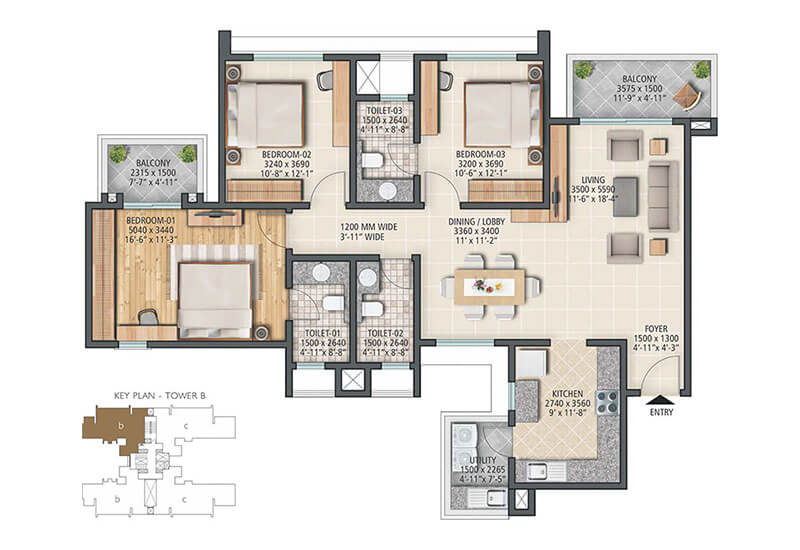 BALCONY
3575 x 1500
11'-9" x 4'-11"
TOILET-03
1500 x 2640
4'-11" x 8'-8"
BEDROOM-02
3240 x 3690
10'-8" x 12'-1"
BEDROOM-03
3200 x 3690
10'-6" x 12'-1"
BALCONY
2315 x 1500
7'-7" x 4'-11"
LIVING
3500 x 5590
11'-6" x 18'-4"
BEDROOM-01
5040 x 3440
16'-6" x 11'-3"
1200 MM WIDE
3'-11" WIDE
DINING / LOBBY
3360 x 3400
11' x 11'-2"
TOILET-01
1500 x 2640
4'-11" x 8'-8"
TOILET-02
1500 x 2640
4'-11" x 8'-8"
FOYER
1500 x 1300
4'-11" x 4'-3"
KITCHEN
2740 x 3560
9' x 11'-8"
ENTRY
UTILITY
1500 x 2265
4'-11" x 7'-5"
KEY PLAN - TOWER B
b
c
b
c